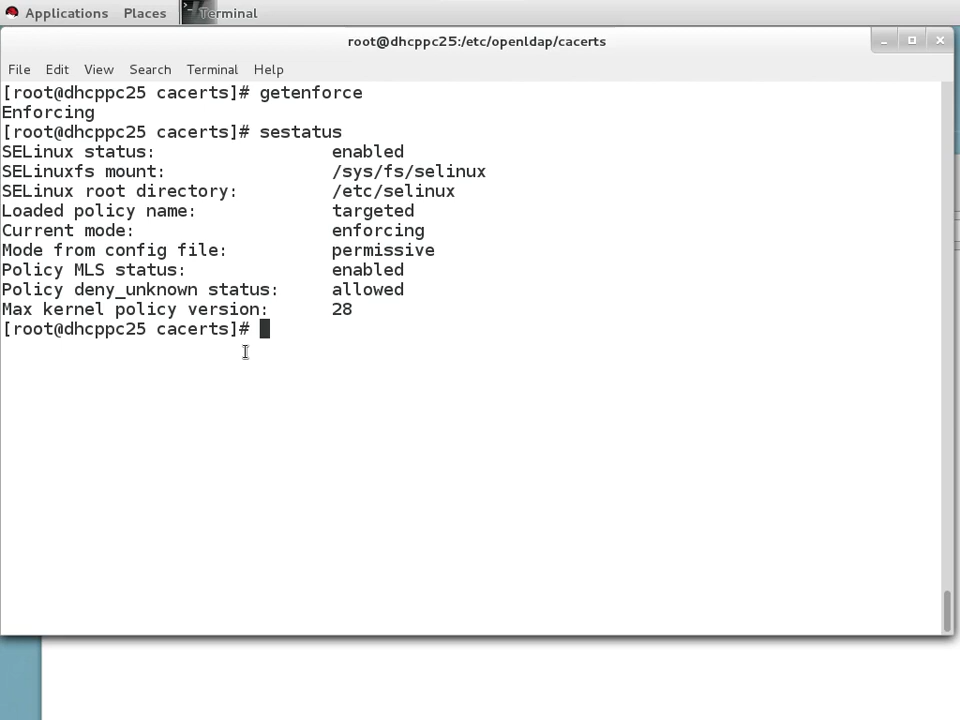 Applications Places Terminal
root@dhcppc25:/etc/openldap/cacerts
File Edit View Search Terminal Help
[root@dhcppc25 cacerts]# getenforce
Enforcing
[root@dhcppc25 cacerts]# sestatus
SELinux status:                 enabled
SELinuxfs mount:                /sys/fs/selinux
SELinux root directory:         /etc/selinux
Loaded policy name:             targeted
Current mode:                   enforcing
Mode from config file:          permissive
Policy MLS status:              enabled
Policy deny_unknown status:     allowed
Max kernel policy version:      28
[root@dhcppc25 cacerts]#